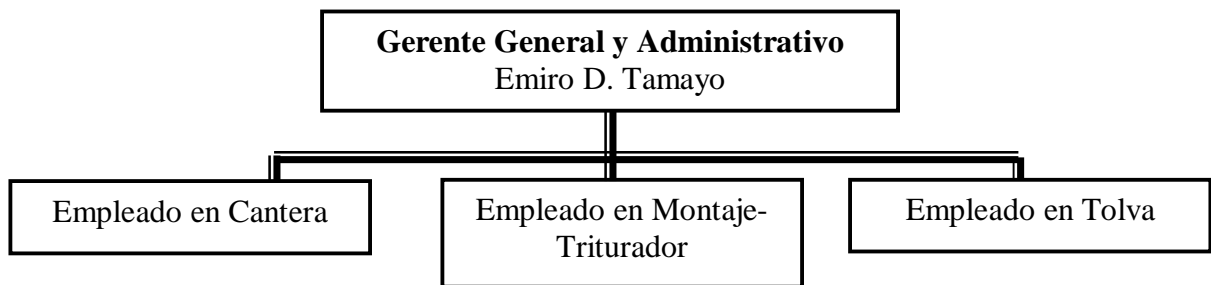 Gerente General y Administrativo
Emiro D. Tamayo
Empleado en Cantera
Empleado en Montaje-
Triturador
Empleado en Tolva